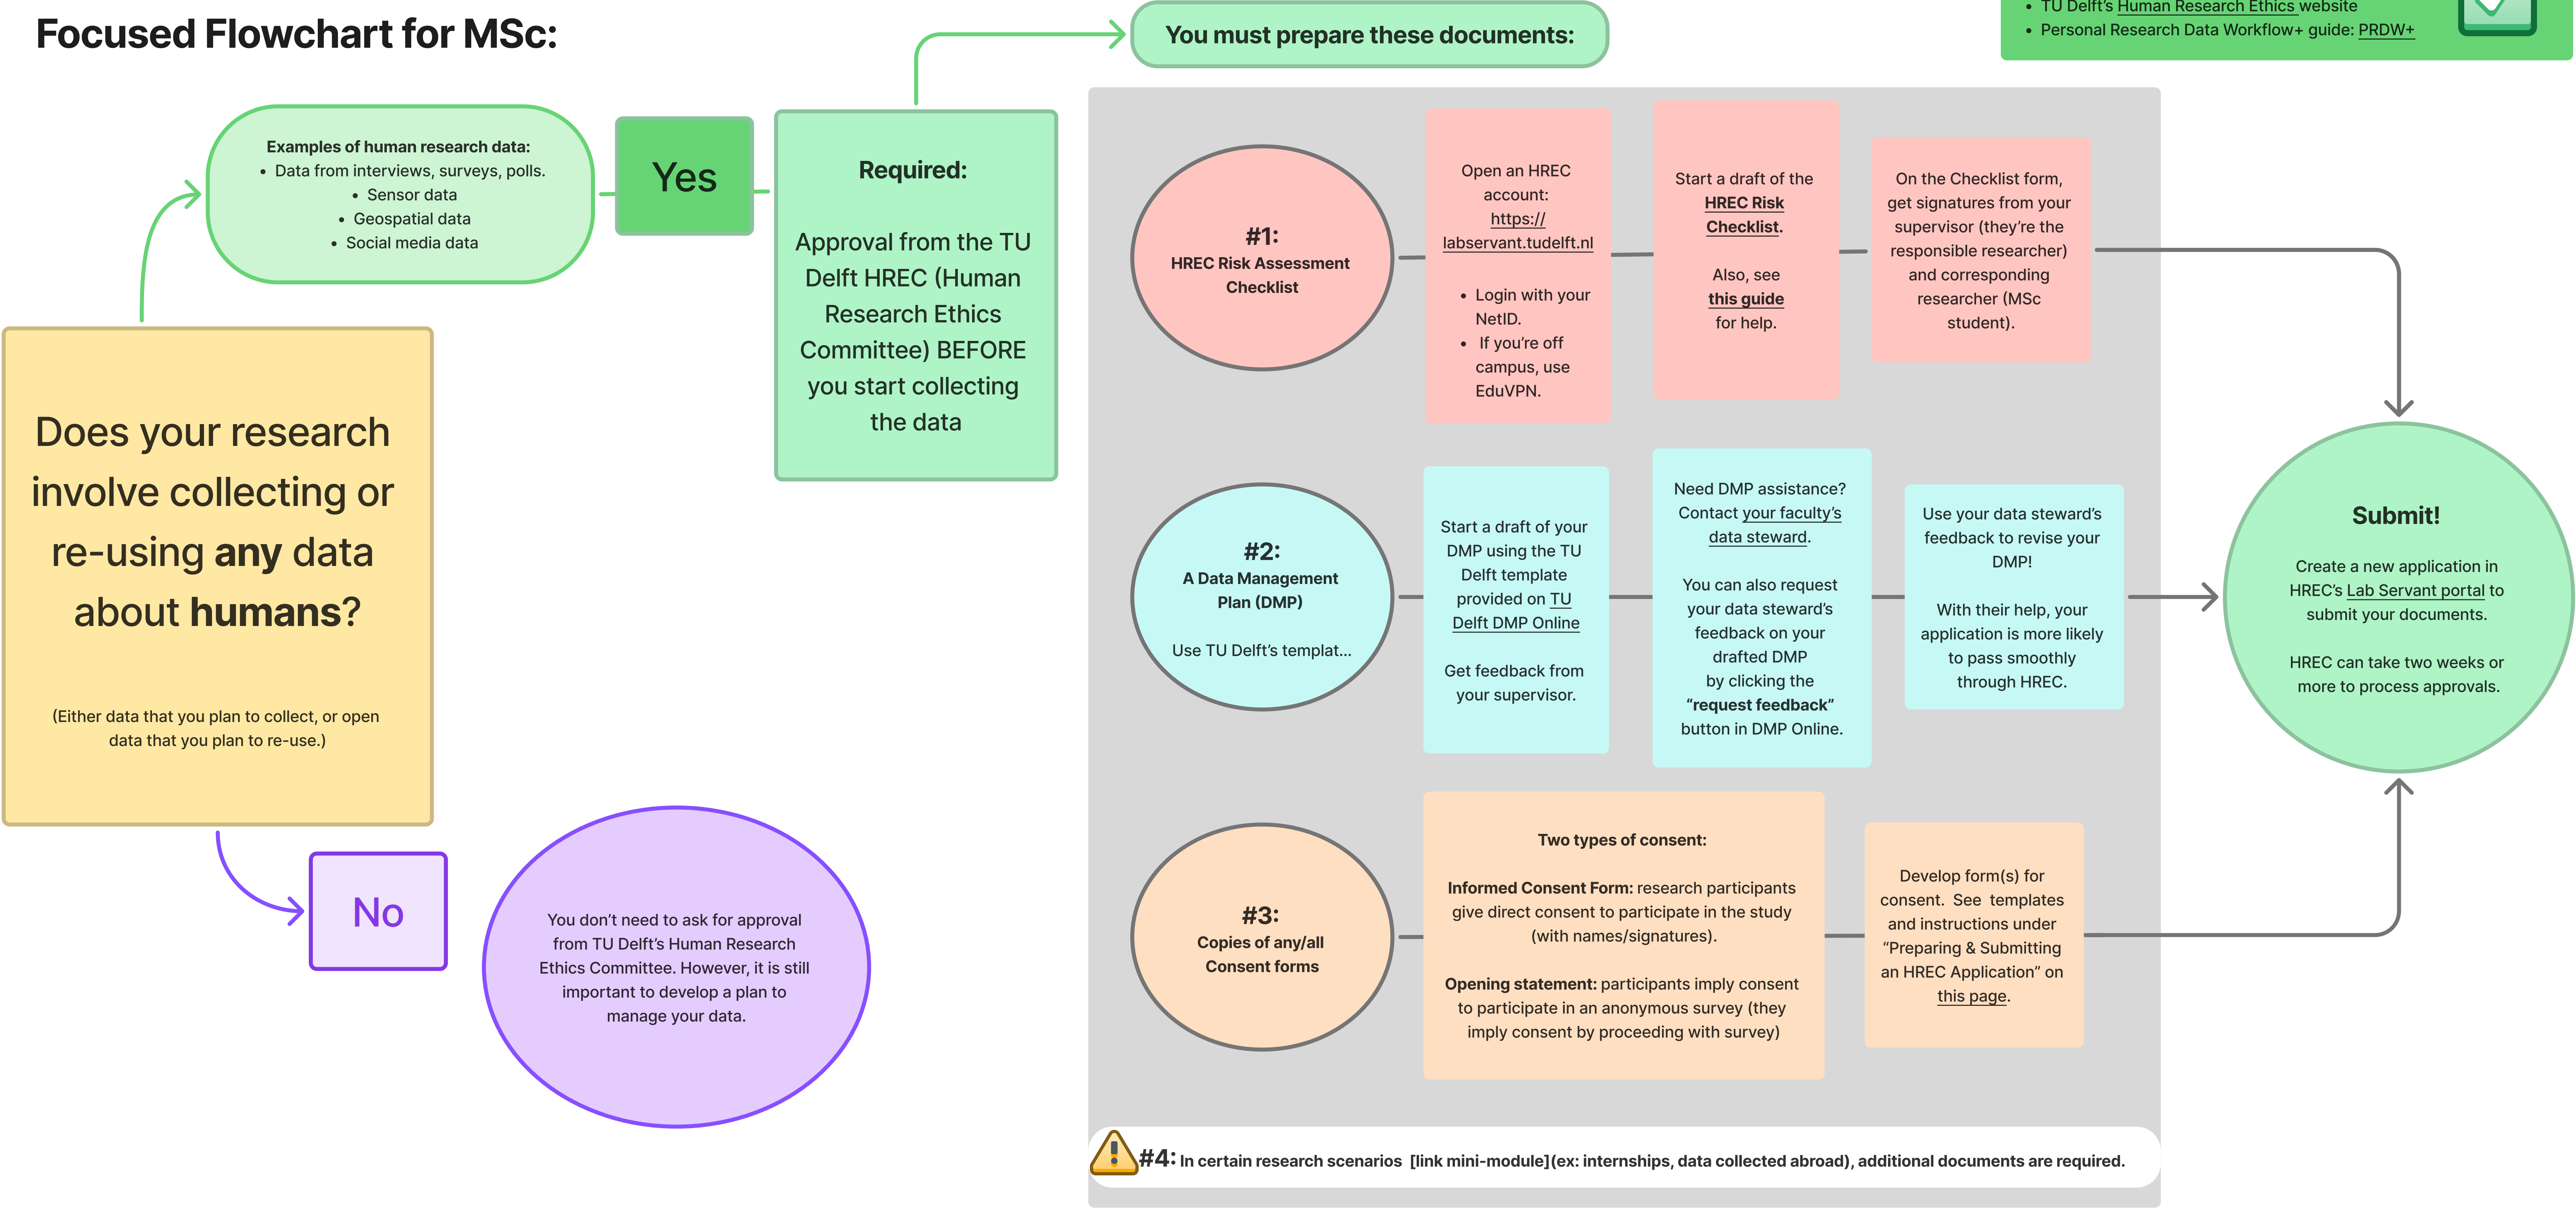 Focused Flowchart for MSc:
You must prepare these documents:
• TU Delft's Human Research Ethics website
• Personal Research Data Workflow+ guide: PRDW+
Examples of human research data:
• Data from interviews, surveys, polls.
• Sensor data
• Geospatial data
• Social media data
Yes
Required:
Approval from the TU
Delft HREC (Human
Research Ethics
Committee) BEFORE
you start collecting
the data
Does your research
involve collecting or
re-using any data
about humans?
(Either data that you plan to collect, or open
data that you plan to re-use.)
No
You don't need to ask for approval
from TU Delft's Human Research
Ethics Committee. However, it is still
important to develop a plan to
manage your data.
#1:
HREC Risk Assessment
Checklist
Open an HREC
account:
https://
labservant.tudelft.nl
• Login with your
NetID.
• If you're off
campus, use
EduVPN.
Start a draft of the
HREC Risk
Checklist.
Also, see
this guide
for help.
On the Checklist form,
get signatures from your
supervisor (they're the
responsible researcher)
and corresponding
researcher (MSc
student).
#2:
A Data Management
Plan (DMP)
Use TU Delft's templat...
Start a draft of your
DMP using the TU
Delft template
provided on TU
Delft DMP Online
Get feedback from
your supervisor.
Need DMP assistance?
Contact your faculty's
data steward.
You can also request
your data steward's
feedback on your
drafted DMP
by clicking the
"request feedback"
button in DMP Online.
Use your data steward's
feedback to revise your
DMP!
With their help, your
application is more likely
to pass smoothly
through HREC.
#3:
Copies of any/all
Consent forms
Two types of consent:
Informed Consent Form: research participants
give direct consent to participate in the study
(with names/signatures).
Opening statement: participants imply consent
to participate in an anonymous survey (they
imply consent by proceeding with survey)
Develop form(s) for
consent. See templates
and instructions under
"Preparing & Submitting
an HREC Application" on
this page.
#4: In certain research scenarios [link mini-module](ex: internships, data collected abroad), additional documents are required.
Submit!
Create a new application in
HREC's Lab Servant portal to
submit your documents.
HREC can take two weeks or
more to process approvals.